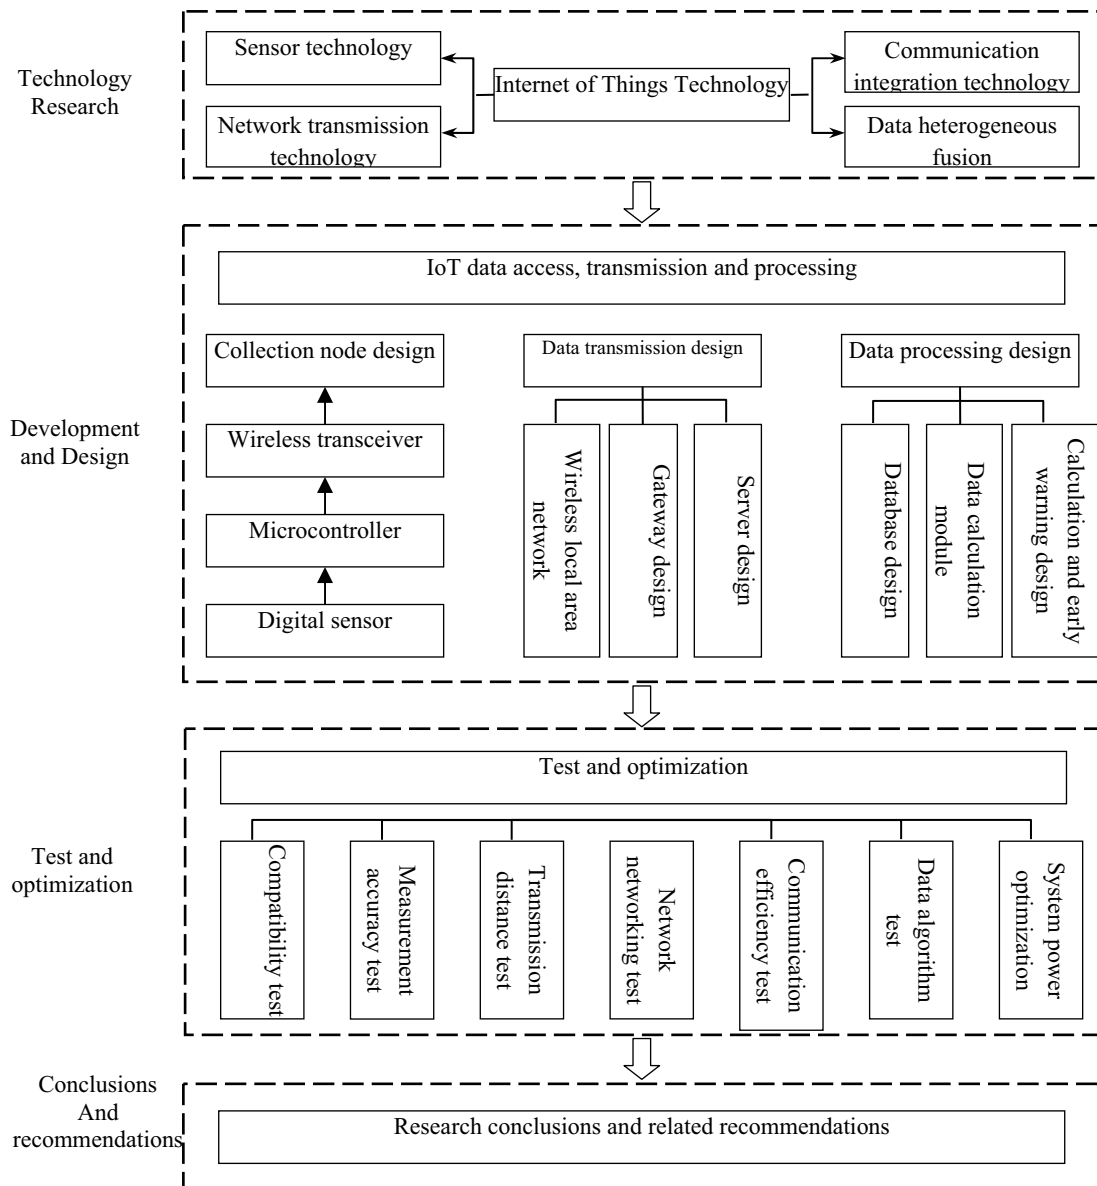 Technology
Research
Sensor technology
Network transmission
technology
Internet of Things Technology
Communication
integration technology
Data heterogeneous
fusion
Development
and Design
IoT data access, transmission and processing
Collection node design
Wireless transceiver
Microcontroller
Digital sensor
Data transmission design
Wireless local area
network
Gateway design
Server design
Data processing design
Database design
Data calculation
module
Calculation and early
warning design
Test and
optimization
Test and optimization
Compatibility test
Measurement
accuracy test
Transmission
distance test
Network
networking test
Communication
efficiency test
Data algorithm
test
System power
optimization
Conclusions
And
recommendations
Research conclusions and related recommendations